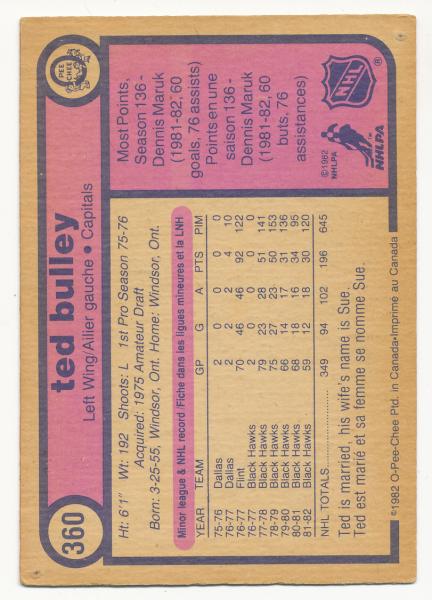 360
ted bulley
Left Wing/Ailier gauche • Capitals
O PEE CHEE
Ht: 6'1" Wt: 192 Shoots: L 1st Pro Season 75-76
Acquired: 1975 Amateur Draft
Born: 3-25-55, Windsor, Ont. Home: Windsor, Ont.
Minor league & NHL record/Fiche dans les ligues mineures et la LNH
YEAR TEAM GP G A PTS PIM
75-76 Dallas 2 0 0 0 0
76-77 Dallas 2 2 2 4 10
76-77 Flint 70 46 46 92 122
76-77 Black Hawks 2 0 0 0 0
77-78 Black Hawks 79 23 28 51 141
78-79 Black Hawks 75 27 23 50 153
79-80 Black Hawks 66 14 17 31 136
80-81 Black Hawks 68 18 16 34 95
81-82 Black Hawks 59 12 18 30 120
NHL TOTALS .......... 349 94 102 196 645
Ted is married, his wife's name is Sue.
Ted est marié et sa femme se nomme Sue.
©1982 O-Pee-Chee Ptd. in Canada•Imprimé au Canada
Most Points,
Season 136 -
Dennis Maruk
(1981-82, 60
goals, 76 assists)
Points en une
saison 136 -
Dennis Maruk
(1981-82, 60
buts, 76
assistances)
NHL ®
©1982
NHLPA
TM
NHLPA